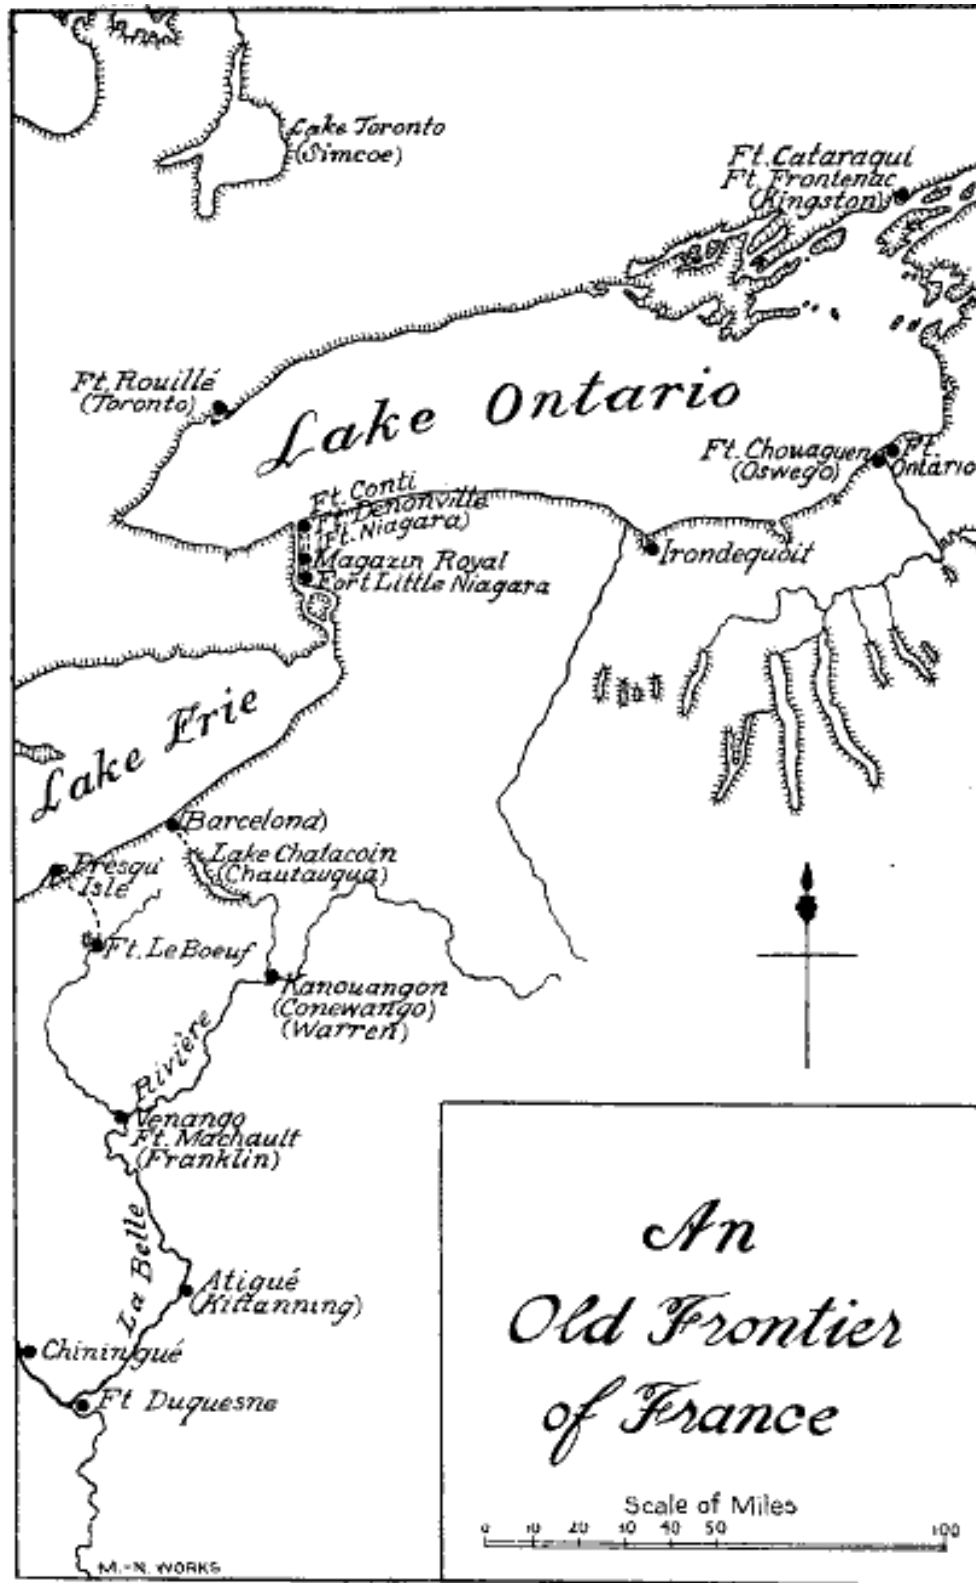 Lake Toronto
(Simcoe)
Ft. Cataraqui
Ft. Frontenac
(Kingston)
Ft. Rouillé
(Toronto)
Lake Ontario
Ft. Chouaguen
(Oswego)
Ft.
Ontario
Ft. Conti
Ft. Denonville
(Ft. Niagara)
Magazin Royal
Fort Little Niagara
Irondequoit
Lake Erie
(Barcelona)
Lake Chatacoin
(Chautauqua)
Presqu'
Isle
Ft. Le Boeuf
Kanouangon
(Conewango)
(Warren)
Rivière
Venango
Ft. Machault
(Franklin)
La Belle
Atigué
(Kittanning)
Chiningué
Ft Duquesne
An
Old Frontier
of France
Scale of Miles
0 10 20 30 40 50 100
M.-N. WORKS